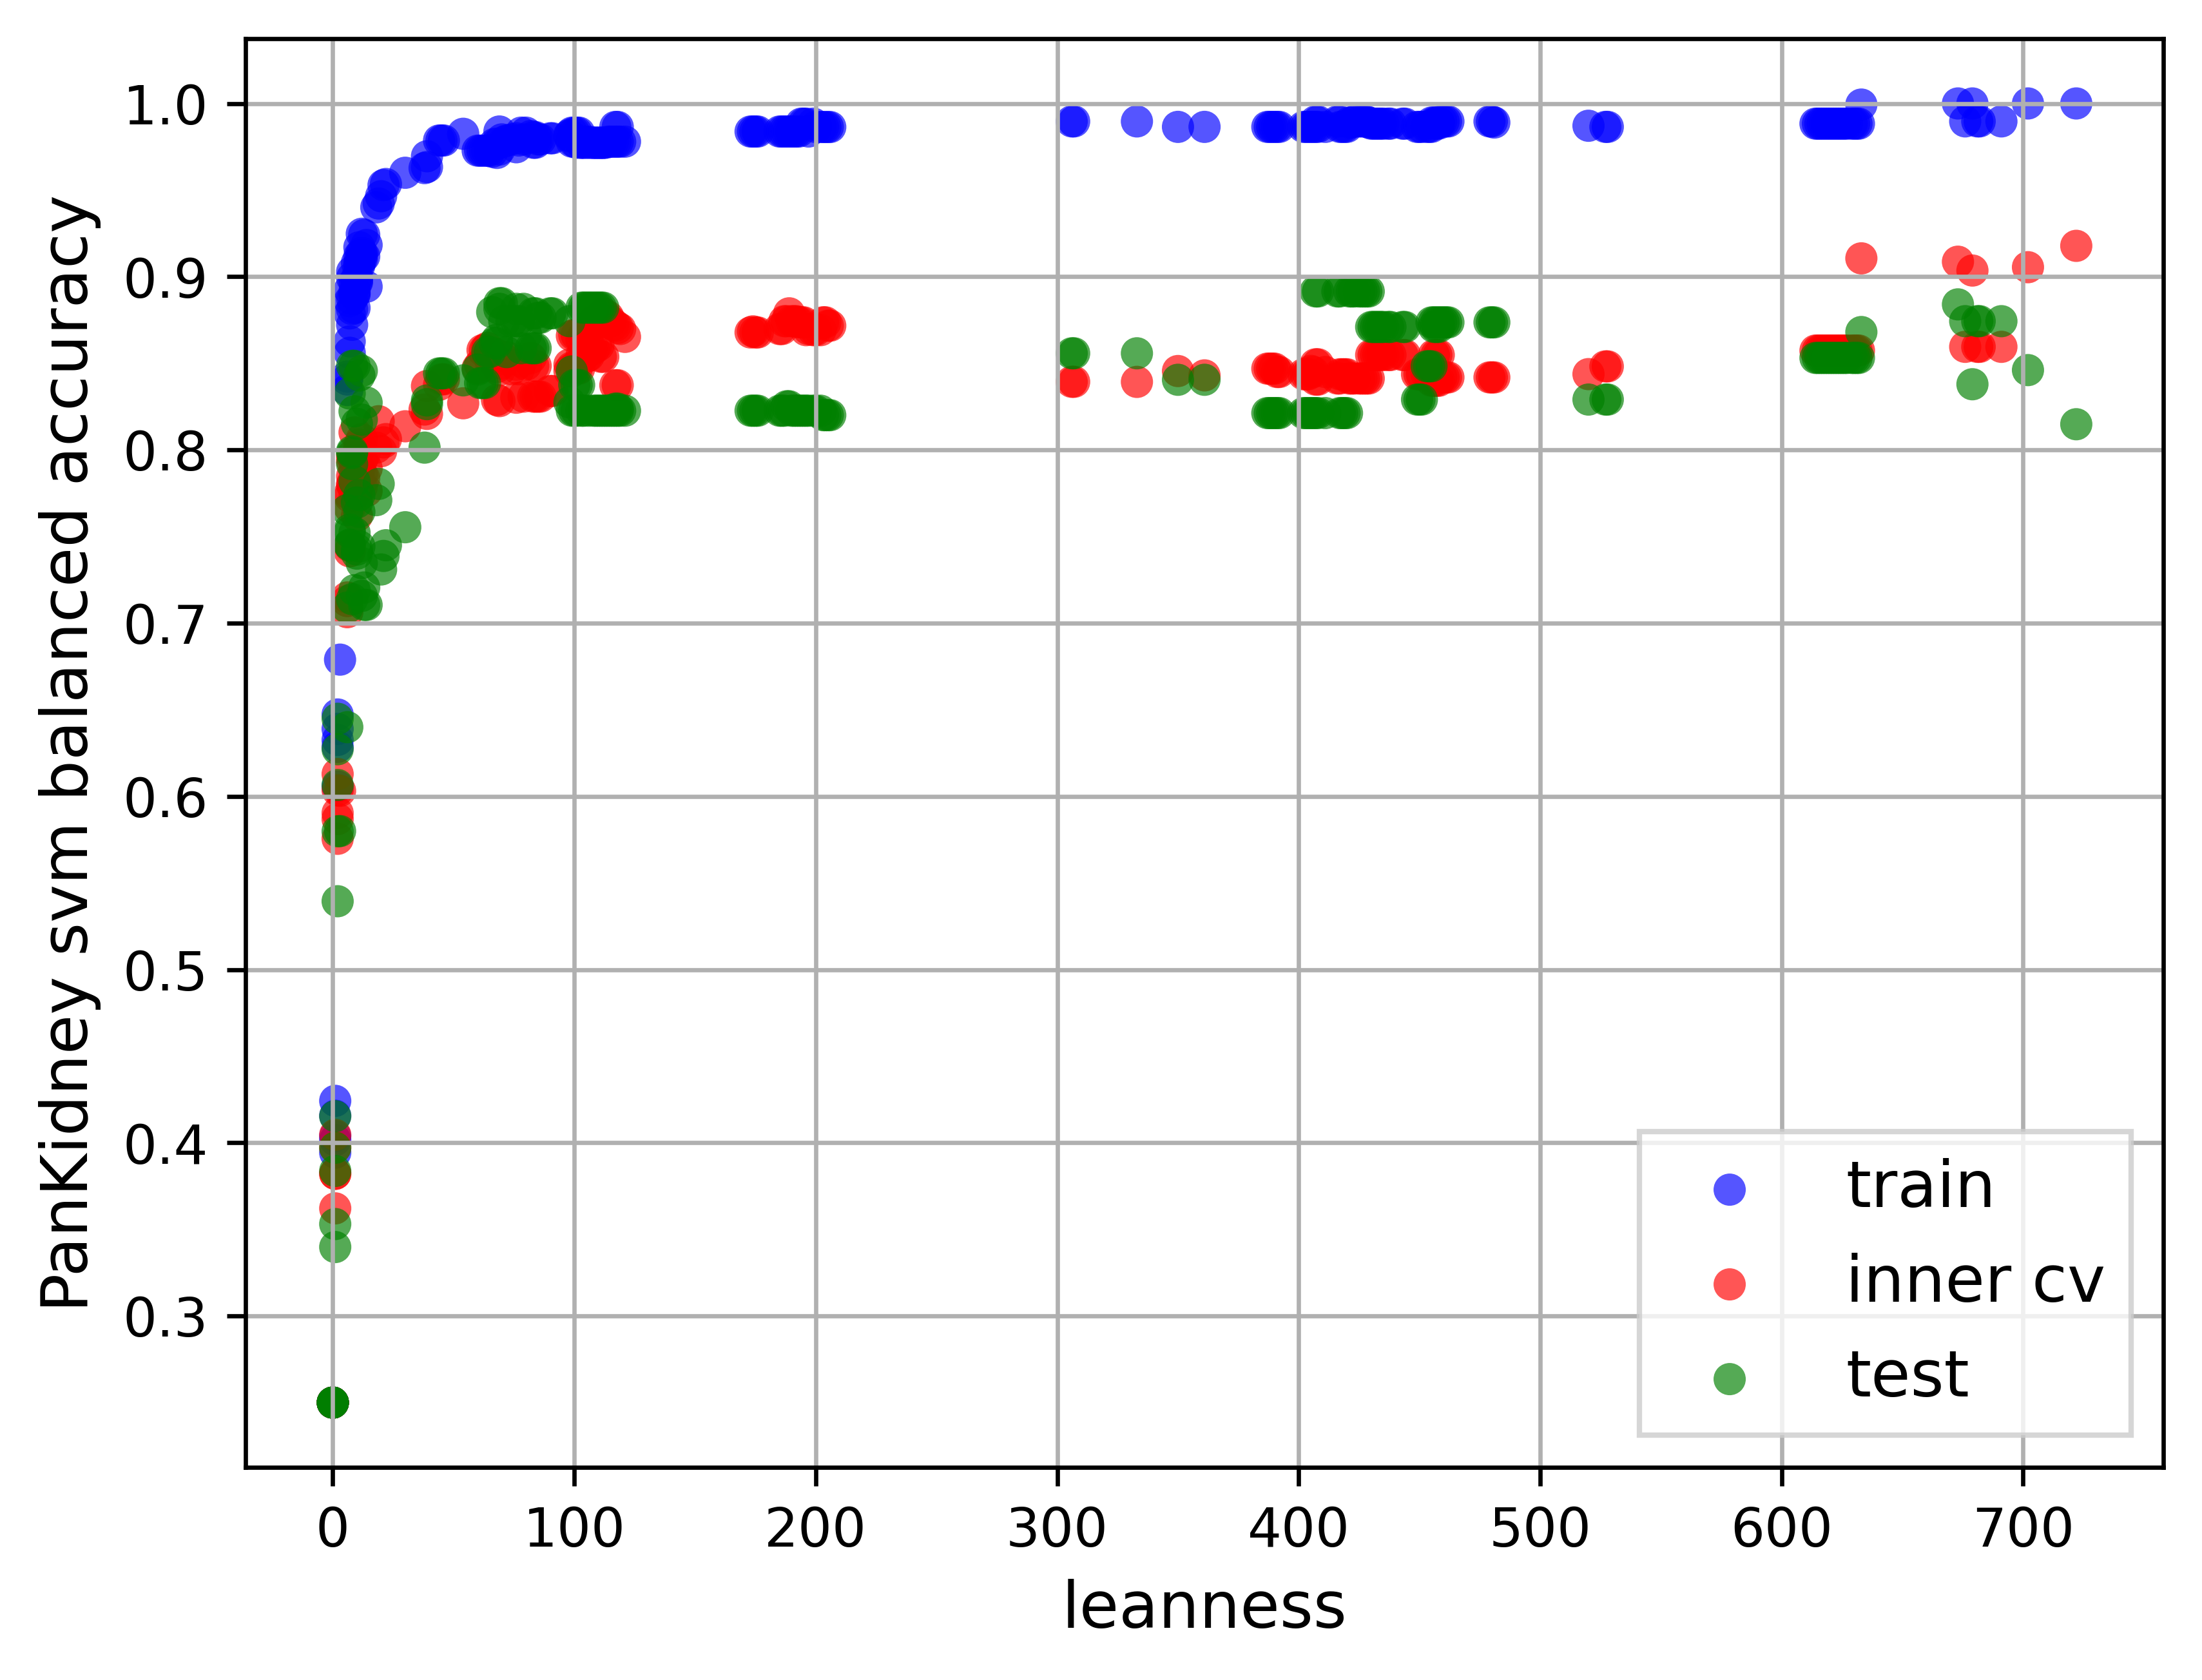 PanKidney svm balanced accuracy
1.0
0.9
0.8
0.7
0.6
0.5
0.4
0.3
train
inner cv
test
0 100 200 300 400 500 600 700
leanness